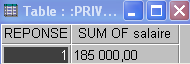 Table : :PRIV...
REPONSE SUM OF salaire
1 185 000,00